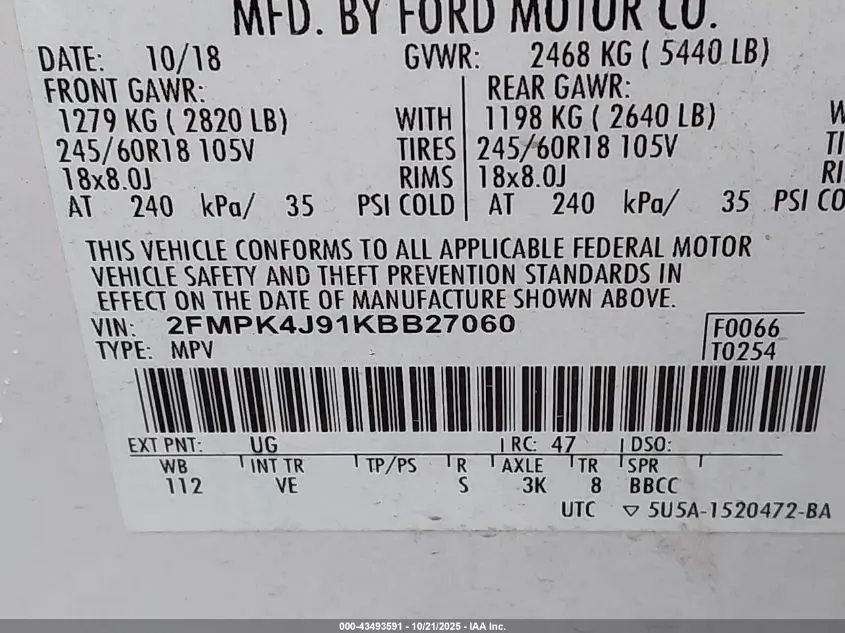 MFD. BY FORD MOTOR CO.
DATE: 10/18 GVWR: 2468 KG ( 5440 LB)
FRONT GAWR: REAR GAWR:
1279 KG ( 2820 LB) WITH 1198 KG ( 2640 LB)
245/60R18 105V TIRES 245/60R18 105V
18x8.0J RIMS 18x8.0J
AT 240 kPa/ 35 PSI COLD AT 240 kPa/ 35 PSI
THIS VEHICLE CONFORMS TO ALL APPLICABLE FEDERAL MOTOR
VEHICLE SAFETY AND THEFT PREVENTION STANDARDS IN
EFFECT ON THE DATE OF MANUFACTURE SHOWN ABOVE.
VIN: 2FMPK4J91KBB27060 F0066
TYPE: MPV T0254
EXT PNT: UG RC: 47 DSO:
WB INT TR TP/PS R AXLE TR SPR
112 VE S 3K 8 BBCC
UTC ▽ 5U5A-1520472-BA
000-43493591 - 10/21/2025 - IAA Inc.